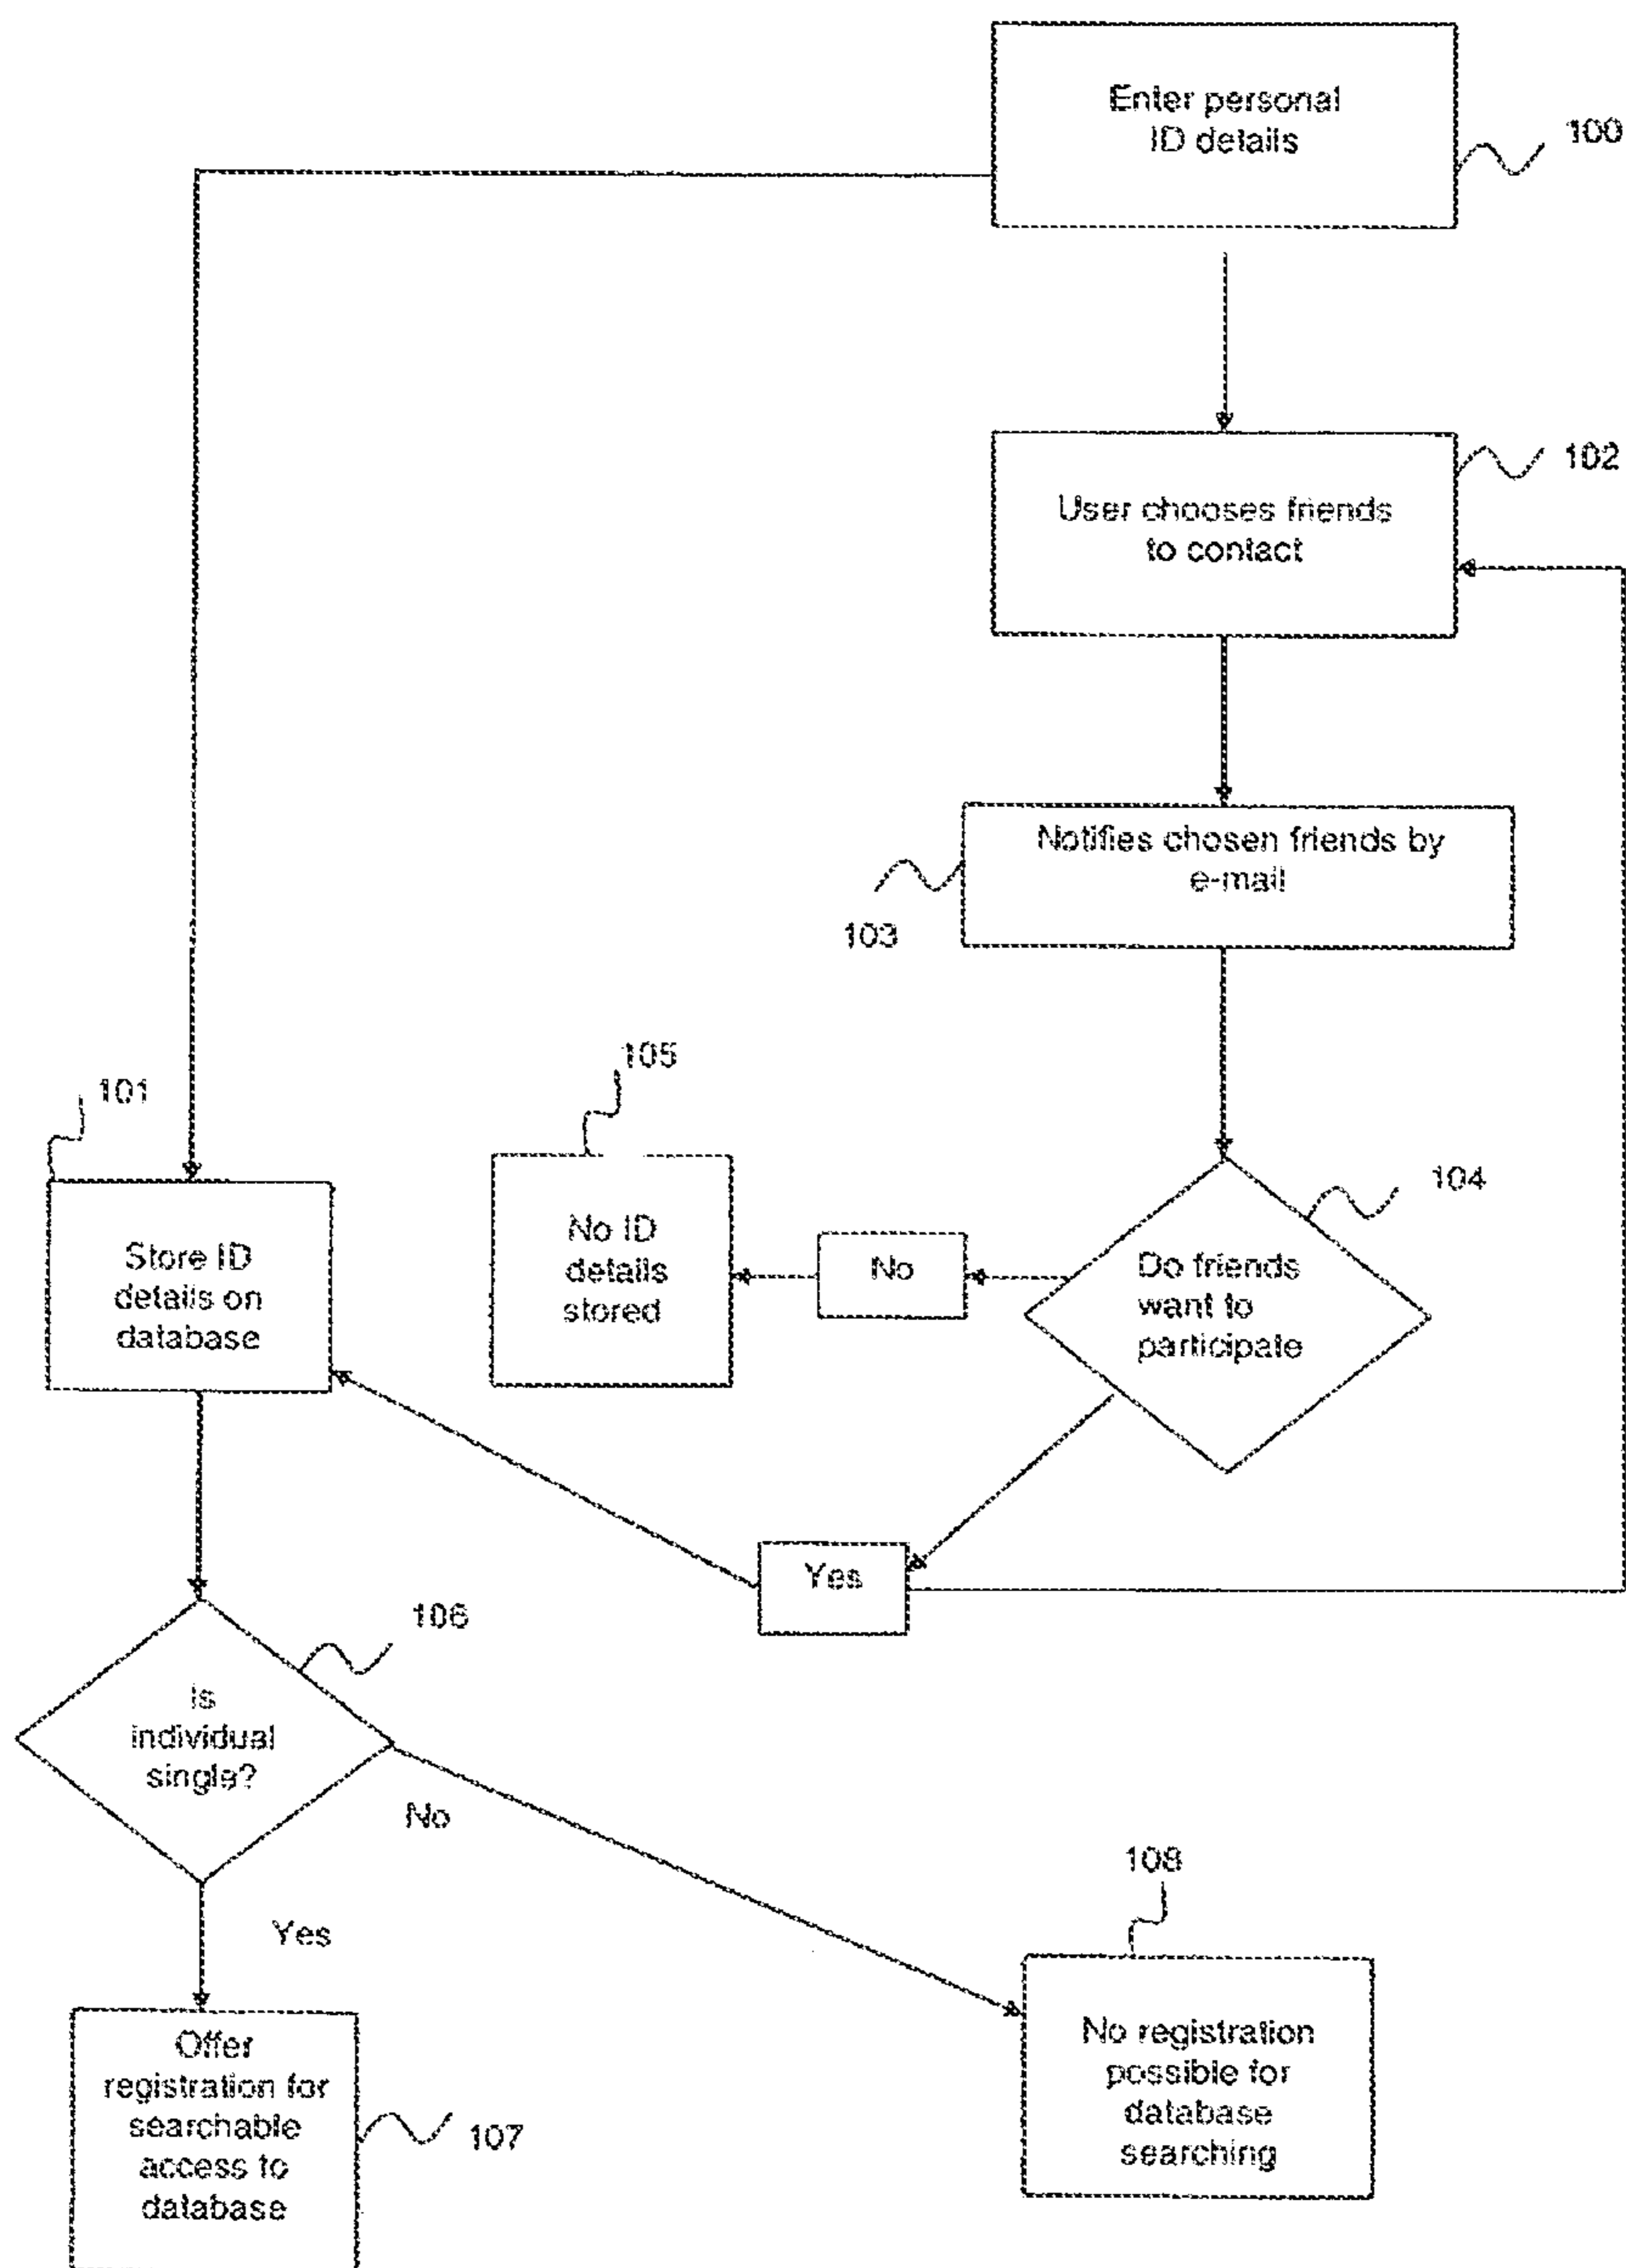 Enter personal
ID details
100
User chooses friends
to contact
102
Notifies chosen friends by
e-mail
103
105
101
104
No ID
details
stored
No
Do friends
want to
participate
Store ID
details on
database
Yes
106
Is
individual
single?
No
108
Yes
Offer
registration for
searchable
access to
database
107
No registration
possible for
database
searching